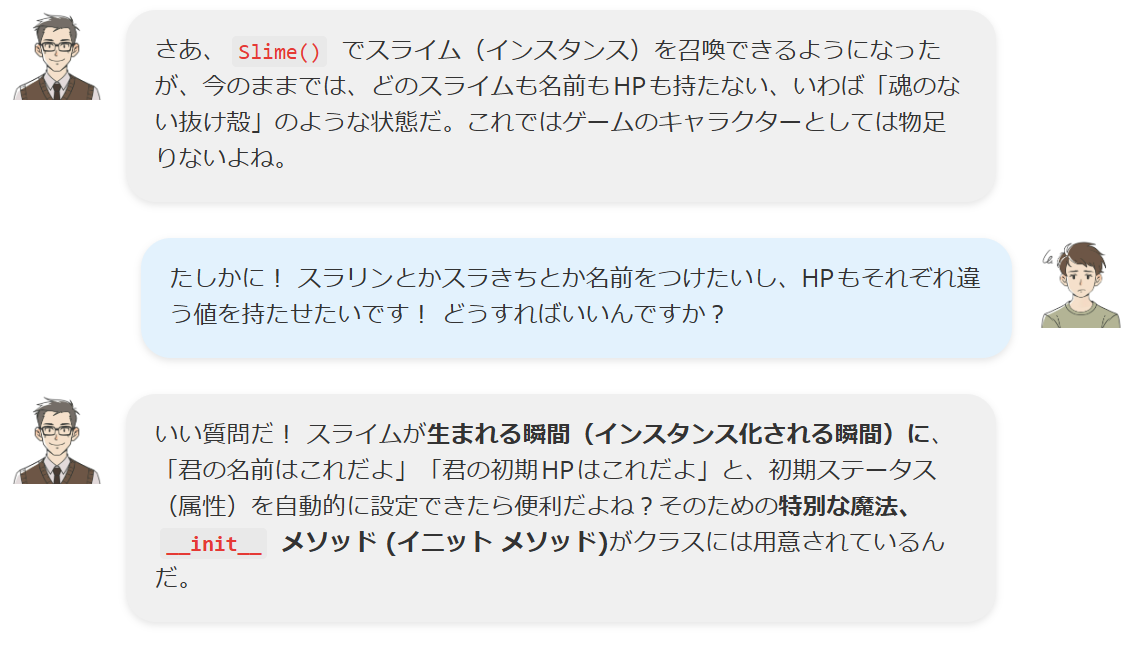 さあ、 Slime() でスライム（インスタンス）を召喚できるようになった
が、今のままでは、どのスライムも名前もHPも持たない、いわば「魂のな
い抜け殻」のような状態だ。これではゲームのキャラクターとしては物足
りないよね。
たしかに！ スラリンとかスラきちとか名前をつけたいし、HPもそれぞれ違
う値を持たせたいです！ どうすればいいんですか？
いい質問だ！ スライムが生まれる瞬間（インスタンス化される瞬間）に、
「君の名前はこれだよ」「君の初期HPはこれだよ」と、初期ステータス
（属性）を自動的に設定できたら便利だよね？そのための特別な魔法、
__init__ メソッド (イニット メソッド)がクラスには用意されているん
だ。